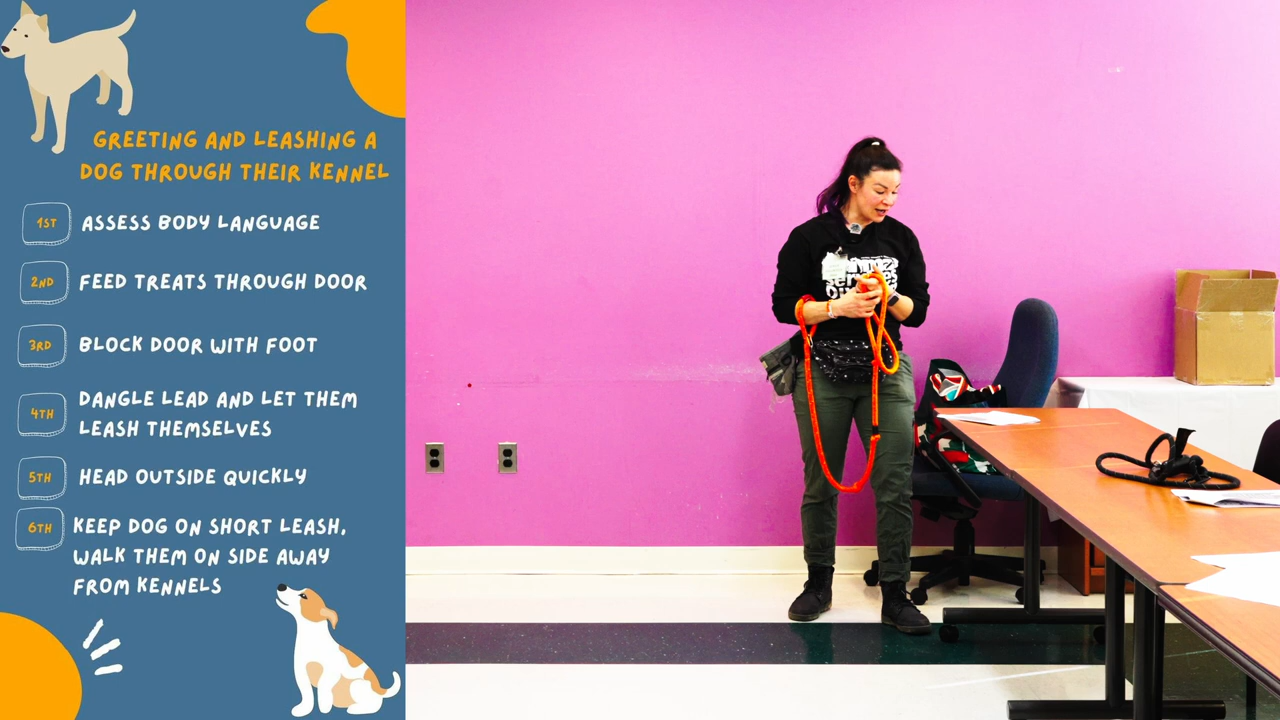 GREETING AND LEASHING A
DOG THROUGH THEIR KENNEL
1ST
ASSESS BODY LANGUAGE
2ND
FEED TREATS THROUGH DOOR
3RD
BLOCK DOOR WITH FOOT
4TH
DANGLE LEAD AND LET THEM
LEASH THEMSELVES
5TH
HEAD OUTSIDE QUICKLY
6TH
KEEP DOG ON SHORT LEASH,
WALK THEM ON SIDE AWAY
FROM KENNELS